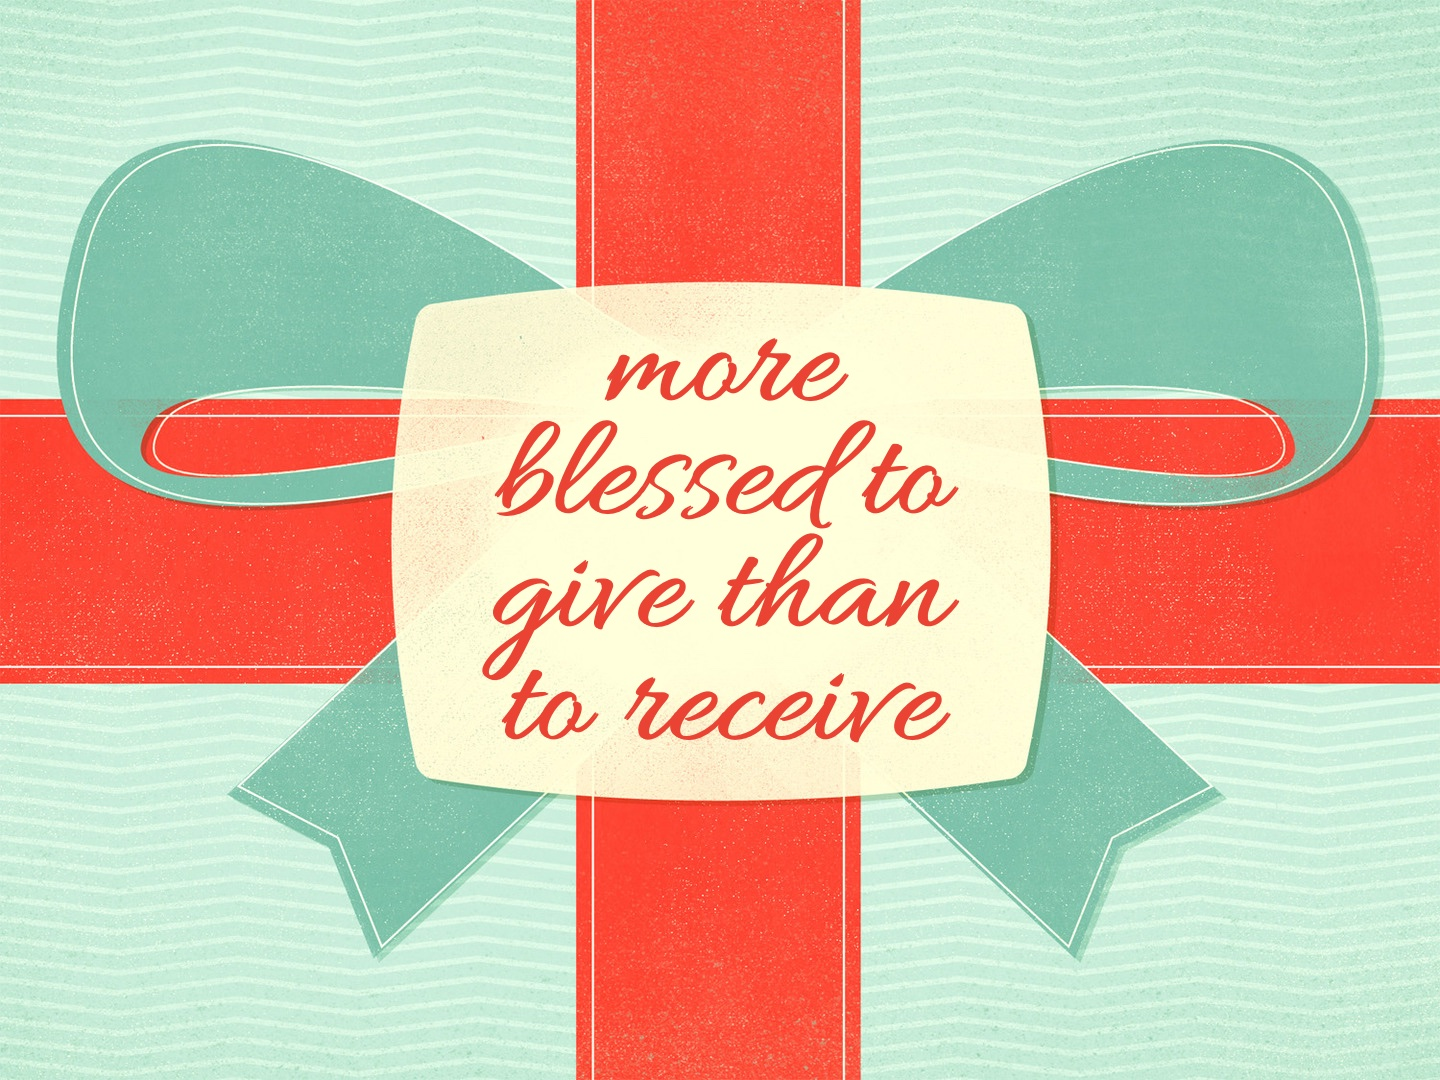 more
blessed to
give than
to receive